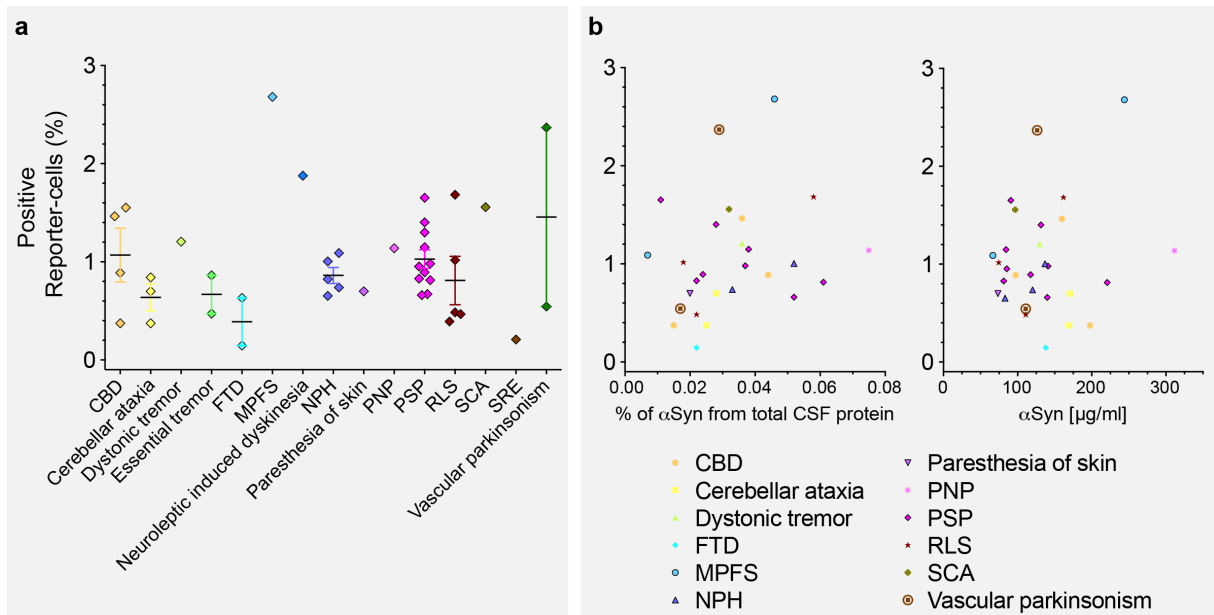 a
Positive
Reporter-cells (%)
3
2
1
0
CBD
Cerebellar ataxia
Dystonic tremor
Essential tremor
FTD
MPFS
Neuroleptic induced dyskinesia
NPH
Paresthesia of skin
PNP
PSP
RLS
SCA
SRE
Vascular parkinsonism
b
3
2
1
0
0.00 0.02 0.04 0.06 0.08
% of αSyn from total CSF protein
3
2
1
0
0 100 200 300
αSyn [µg/ml]
CBD
Cerebellar ataxia
Dystonic tremor
FTD
MPFS
NPH
Paresthesia of skin
PNP
PSP
RLS
SCA
Vascular parkinsonism